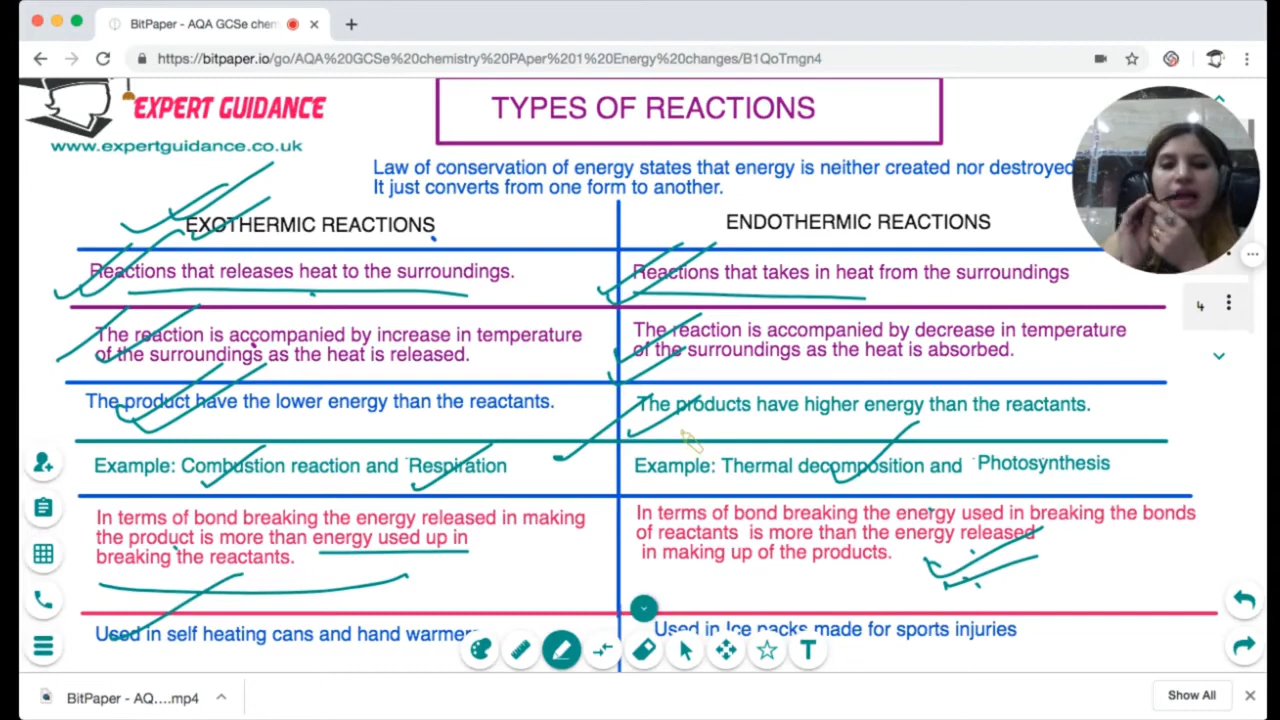 BitPaper - AQA GCSe chem
https://bitpaper.io/go/AQA%20GCSe%20chemistry%20PAper%201%20Energy%20changes/B1QoTmgn4
EXPERT GUIDANCE
www.expertguidance.co.uk
TYPES OF REACTIONS
Law of conservation of energy states that energy is neither created nor destroyed
It just converts from one form to another.
EXOTHERMIC REACTIONS
ENDOTHERMIC REACTIONS
Reactions that releases heat to the surroundings.
Reactions that takes in heat from the surroundings
The reaction is accompanied by increase in temperature
of the surroundings as the heat is released.
The reaction is accompanied by decrease in temperature
of the surroundings as the heat is absorbed.
The product have the lower energy than the reactants.
The products have higher energy than the reactants.
Example: Combustion reaction and Respiration
Example: Thermal decomposition and Photosynthesis
In terms of bond breaking the energy released in making
the product is more than energy used up in
breaking the reactants.
In terms of bond breaking the energy used in breaking the bonds
of reactants is more than the energy released
in making up of the products.
Used in self heating cans and hand warmers
Used in Ice packs made for sports injuries
4
T
BitPaper - AQ....mp4
Show All